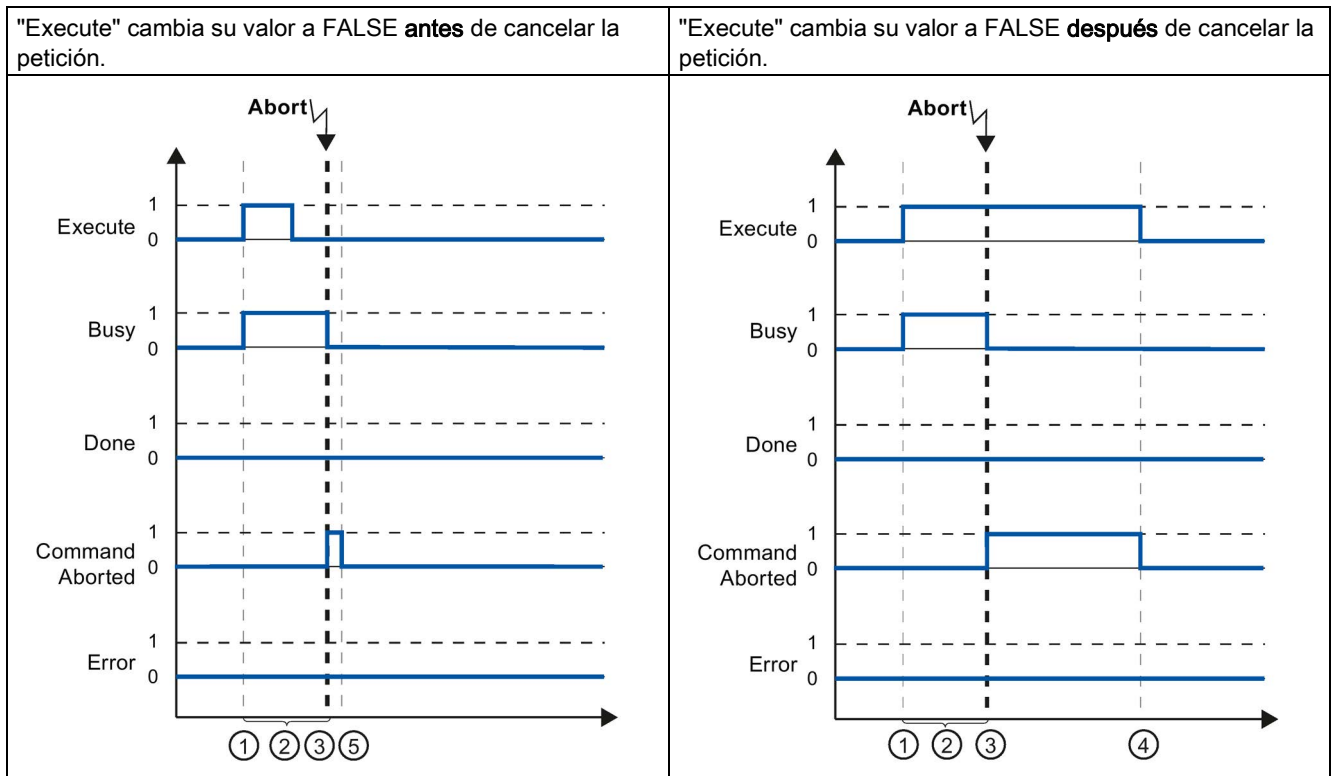 "Execute" cambia su valor a FALSE antes de cancelar la
petición.
Abort
Execute
1
0
Busy
1
0
Done
1
0
Command
Aborted
1
0
Error
1
0
① ② ③ ⑤
"Execute" cambia su valor a FALSE después de cancelar la
petición.
Abort
Execute
1
0
Busy
1
0
Done
1
0
Command
Aborted
1
0
Error
1
0
① ② ③ ④